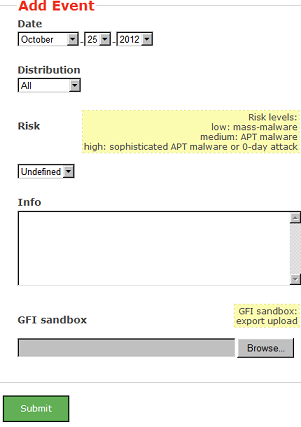 Add Event
Date
October - 25 - 2012
Distribution
All
Risk
Risk levels:
low: mass-malware
medium: APT malware
high: sophisticated APT malware or 0-day attack
Undefined
Info
GFI sandbox
GFI sandbox:
export upload
Browse...
Submit